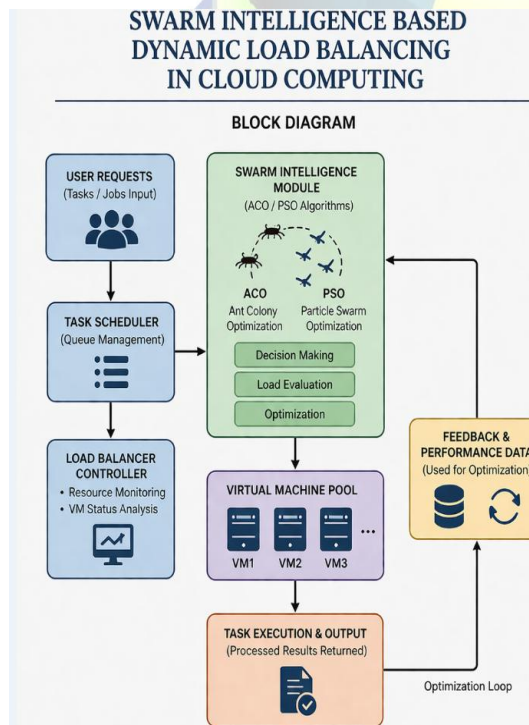 SWARM INTELLIGENCE BASED
DYNAMIC LOAD BALANCING
IN CLOUD COMPUTING
BLOCK DIAGRAM
USER REQUESTS
(Tasks / Jobs Input)
TASK SCHEDULER
(Queue Management)
LOAD BALANCER
CONTROLLER
• Resource Monitoring
• VM Status Analysis
SWARM INTELLIGENCE
MODULE
(ACO / PSO Algorithms)
ACO
Ant Colony
Optimization
PSO
Particle Swarm
Optimization
Decision Making
Load Evaluation
Optimization
VIRTUAL MACHINE POOL
...
VM1 VM2 VM3
TASK EXECUTION & OUTPUT
(Processed Results Returned)
FEEDBACK &
PERFORMANCE DATA
(Used for Optimization)
Optimization Loop